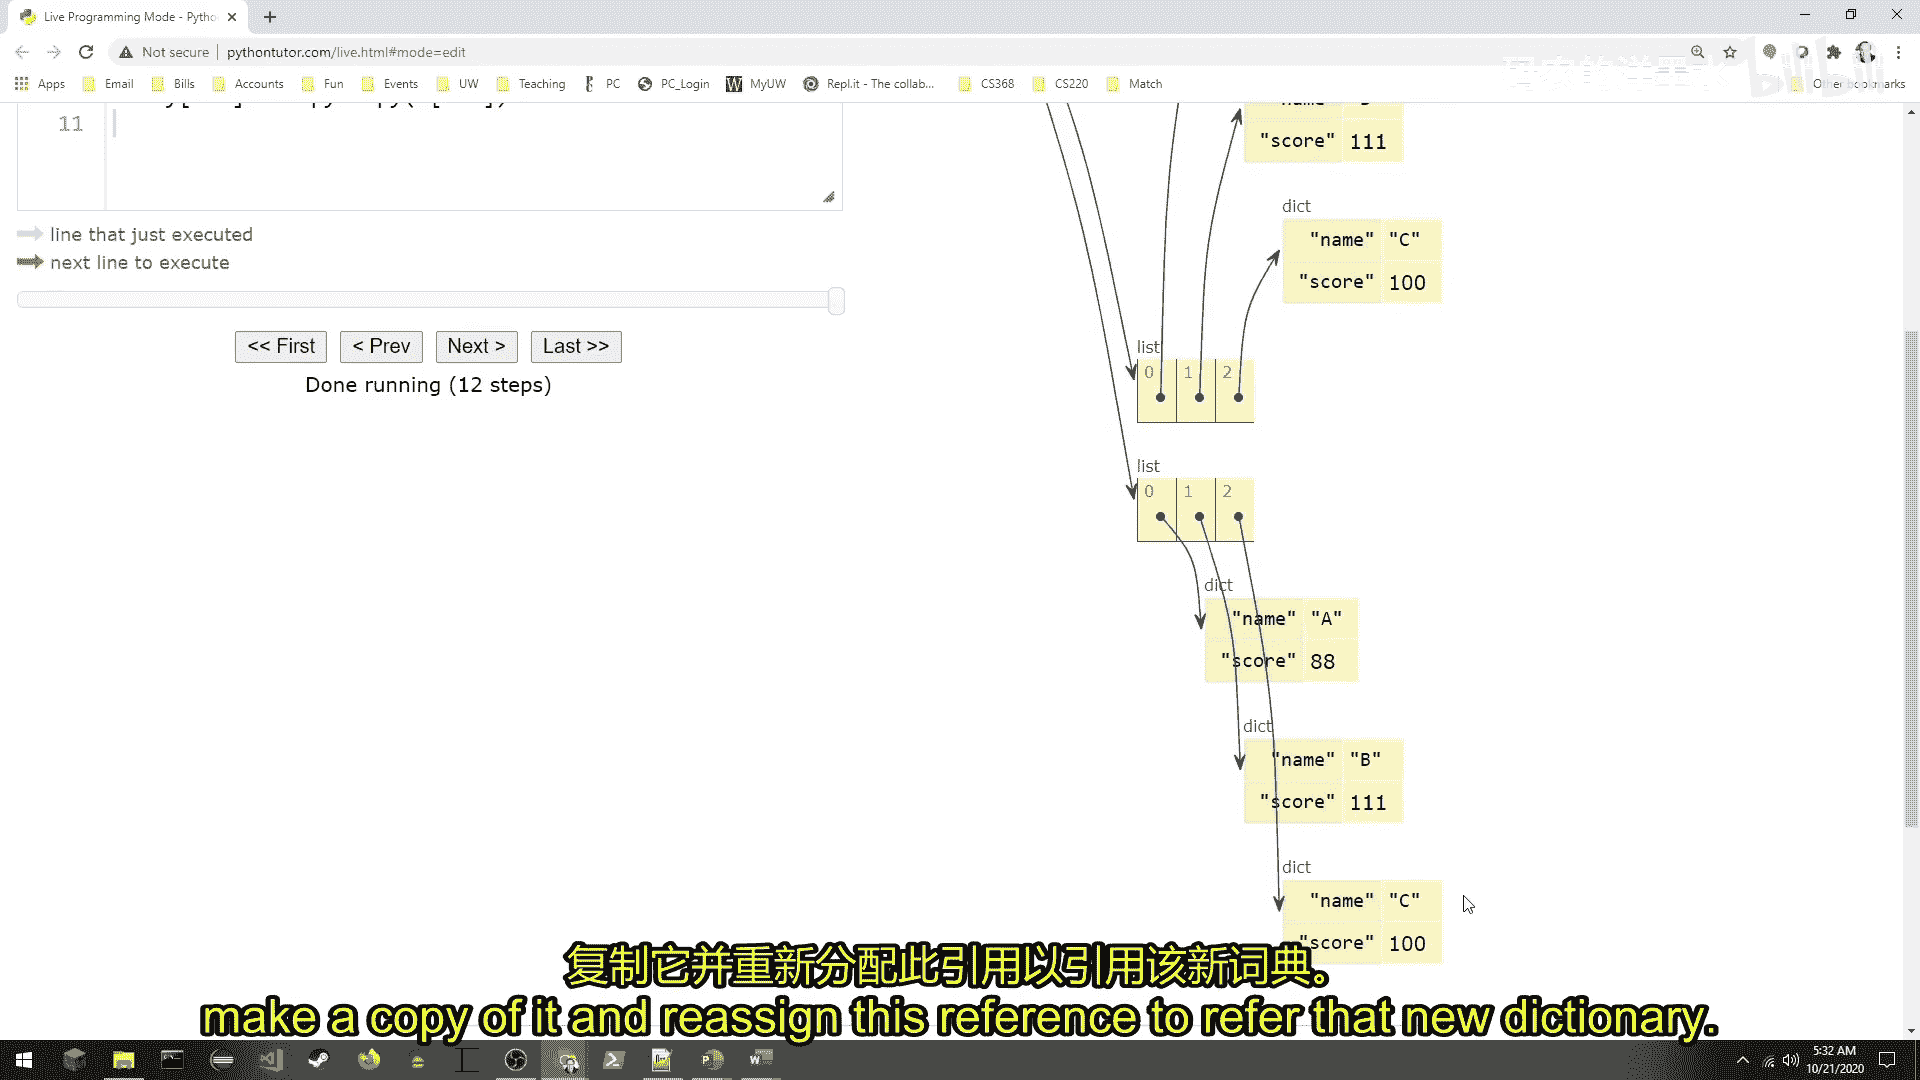 Live Programming Mode - Pytho
Not secure
pythontutor.com/live.html#mode=edit
Apps
Email
Bills
Accounts
Fun
Events
UW
Teaching
PC
PC_Login
MyUW
Repl.it - The collab...
CS368
CS220
Match
Other bookmarks
11
line that just executed
next line to execute
<< First
< Prev
Next >
Last >>
Done running (12 steps)
"score" 111
dict
"name" "C"
"score" 100
list
0 1 2
list
0 1 2
dict
"name" "A"
"score" 88
dict
"name" "B"
"score" 111
dict
"name" "C"
"score" 100
复制它并重新分配此引用以引用该新词典。
make a copy of it and reassign this reference to refer that new dictionary.
5:32 AM
10/21/2020